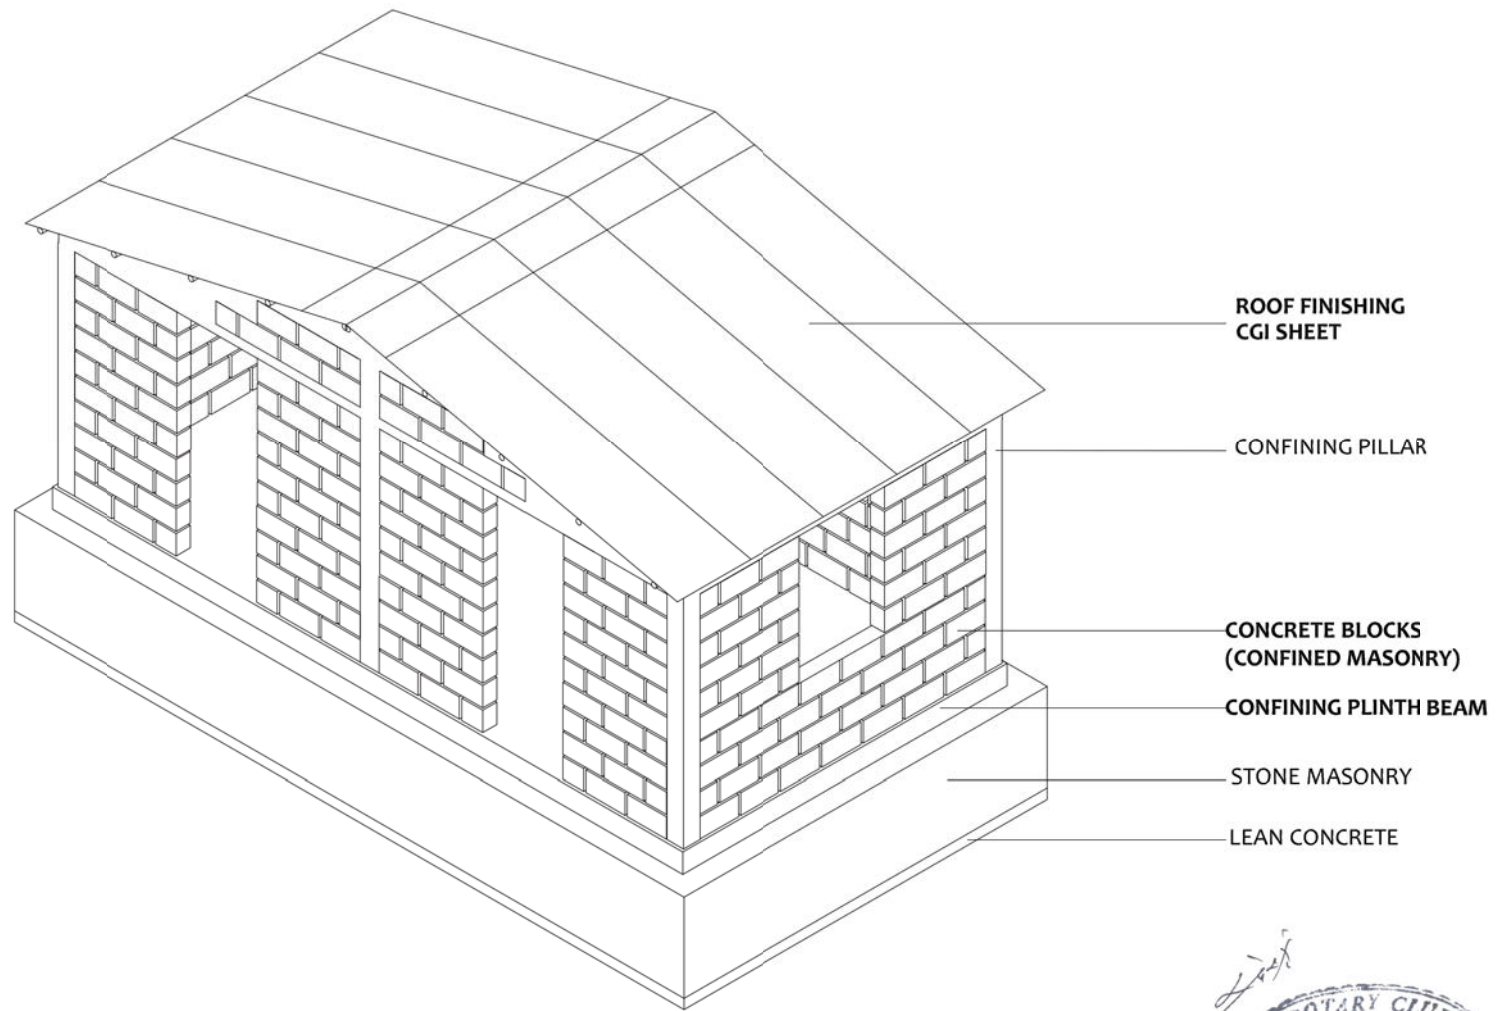 ROOF FINISHING
CGI SHEET
CONFINING PILLAR
CONCRETE BLOCKS
(CONFINED MASONRY)
CONFINING PLINTH BEAM
STONE MASONRY
LEAN CONCRETE